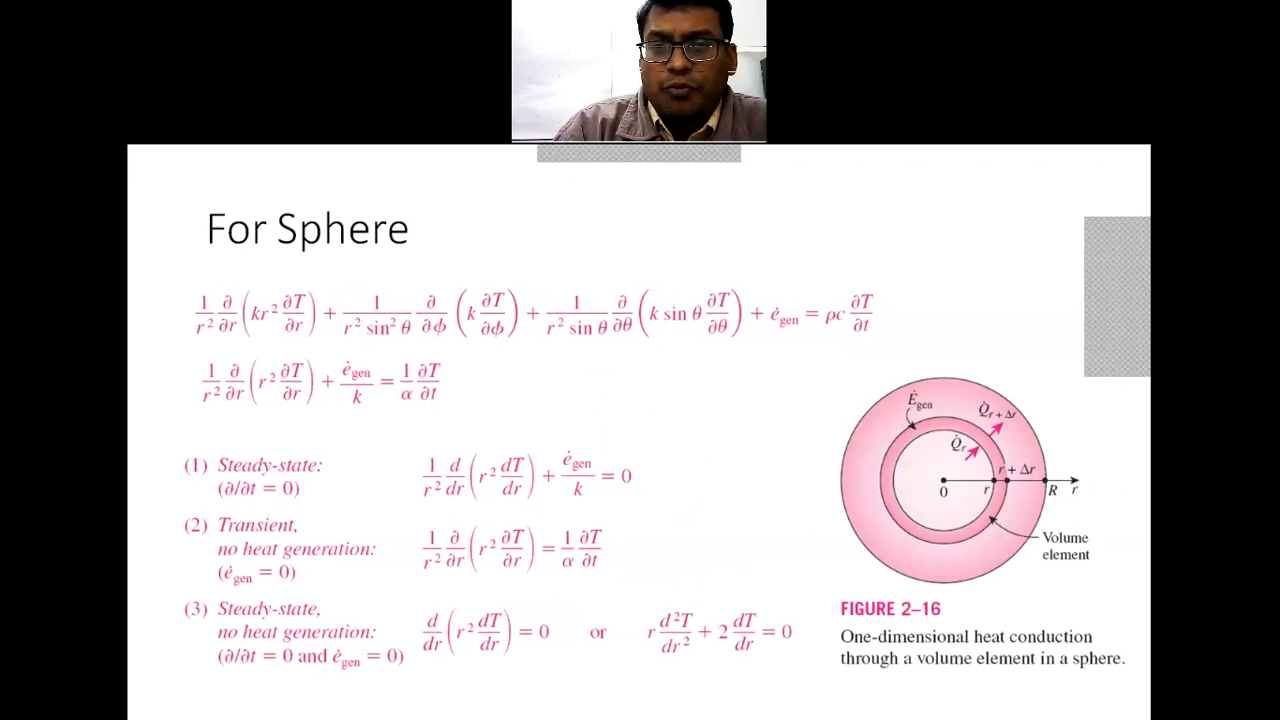 For Sphere
1/r² ∂/∂r (kr² ∂T/∂r) + 1/(r² sin² θ) ∂/∂ϕ (k ∂T/∂ϕ) + 1/(r² sin θ) ∂/∂θ (k sin θ ∂T/∂θ) + ė_gen = ρc ∂T/∂t
1/r² ∂/∂r (r² ∂T/∂r) + ė_gen/k = 1/α ∂T/∂t
(1) Steady-state:
(∂/∂t = 0)
1/r² d/dr (r² dT/dr) + ė_gen/k = 0
(2) Transient,
no heat generation:
(ė_gen = 0)
1/r² ∂/∂r (r² ∂T/∂r) = 1/α ∂T/∂t
(3) Steady-state,
no heat generation:
(∂/∂t = 0 and ė_gen = 0)
d/dr (r² dT/dr) = 0 or r d²T/dr² + 2 dT/dr = 0
Ė_gen
Q̇_r + Δr
Q̇_r
r + Δr
0 r R r
Volume
element
FIGURE 2–16
One-dimensional heat conduction
through a volume element in a sphere.